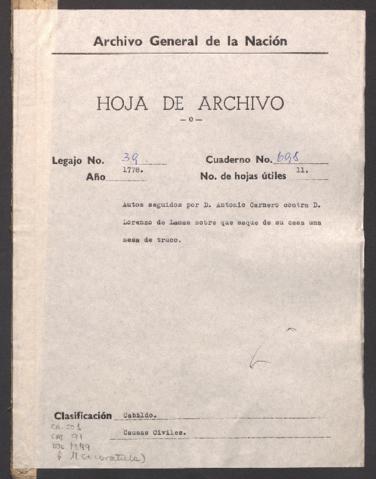 Archivo General de la Nación
HOJA DE ARCHIVO
—o—
Legajo No. 39 Cuaderno No. 698
Año 1778. No. de hojas útiles 11.
Autos seguidos por D. Antonio Carnero contra D.
Lorenzo de sobre que saque de su casa una
mesa de truco.
Clasificación Cabildo.
Causas Civiles.